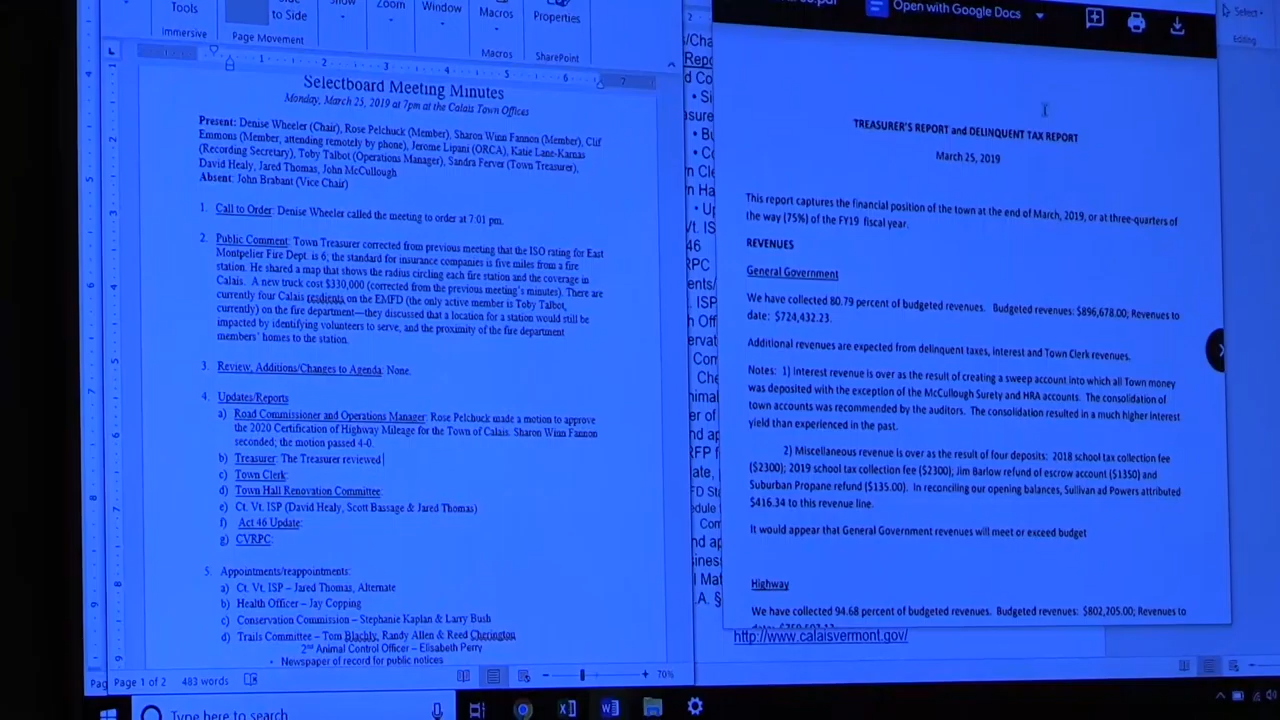 Tools
Immersive
to Side
Page Movement
Zoom
Window
Macros
Macros
Properties
SharePoint
Selectboard Meeting Minutes
Monday, March 25, 2019 at 7pm at the Calais Town Offices
Present: Denise Wheeler (Chair), Rose Pelchuck (Member), Sharon Winn Fannon (Member), Clif
Emmons (Member, attending remotely by phone), Jerome Lipani (ORCA), Katie Lane-Karnas
(Recording Secretary), Toby Talbot (Operations Manager), Sandra Ferver (Town Treasurer),
David Healy, Jared Thomas, John McCullough
Absent: John Brabant (Vice Chair)
1. Call to Order: Denise Wheeler called the meeting to order at 7:01 pm.
2. Public Comment: Town Treasurer corrected from previous meeting that the ISO rating for East
Montpelier Fire Dept. is 6, the standard for insurance companies is five miles from a fire
station. He shared a map that shows the radius circling each fire station and the coverage in
Calais. A new truck cost $330,000 (corrected from the previous meeting's minutes). There are
currently four Calais residents on the EMFD (the only active member is Toby Talbot,
currently) on the fire department—they discussed that a location for a station would still be
impacted by identifying volunteers to serve, and the proximity of the fire department
members' homes to the station.
3. Review, Additions/Changes to Agenda: None.
4. Updates/Reports
a) Road Commissioner and Operations Manager: Rose Pelchuck made a motion to approve
the 2020 Certification of Highway Mileage for the Town of Calais. Sharon Winn Fannon
seconded; the motion passed 4-0.
b) Treasurer: The Treasurer reviewed
c) Town Clerk:
d) Town Hall Renovation Committee:
e) Ct. Vt. ISP (David Healy, Scott Bassage & Jared Thomas)
f) Act 46 Update:
g) CVRPC:
5. Appointments/reappointments:
a) Ct. Vt. ISP – Jared Thomas, Alternate
b) Health Officer – Jay Copping
c) Conservation Commission – Stephanie Kaplan & Larry Bush
d) Trails Committee – Tom Blachly, Randy Allen & Reed Cherington
2nd Animal Control Officer – Elisabeth Perry
• Newspaper of record for public notices
Page 1 of 2 483 words
70%
Type here to search
Open with Google Docs
Select
Editing
TREASURER'S REPORT and DELINQUENT TAX REPORT
March 25, 2019
This report captures the financial position of the town at the end of March, 2019, or at three-quarters of
the way (75%) of the FY19 fiscal year.
REVENUES
General Government
We have collected 80.79 percent of budgeted revenues. Budgeted revenues: $896,678.00; Revenues to
date: $724,432.23.
Additional revenues are expected from delinquent taxes, interest and Town Clerk revenues.
Notes: 1) Interest revenue is over as the result of creating a sweep account into which all Town money
was deposited with the exception of the McCullough Surety and HRA accounts. The consolidation of
town accounts was recommended by the auditors. The consolidation resulted in a much higher interest
yield than experienced in the past.
2) Miscellaneous revenue is over as the result of four deposits: 2018 school tax collection fee
($2300); 2019 school tax collection fee ($2300); Jim Barlow refund of escrow account ($1350) and
Suburban Propane refund ($135.00). In reconciling our opening balances, Sullivan ad Powers attributed
$416.34 to this revenue line.
It would appear that General Government revenues will meet or exceed budget
Highway
We have collected 94.68 percent of budgeted revenues. Budgeted revenues: $802,205.00; Revenues to
http://www.calaisvermont.gov/